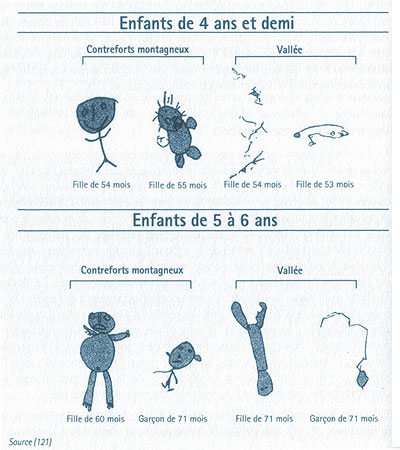 Enfants de 4 ans et demi
Contreforts montagneux Vallée
Fille de 54 mois Fille de 55 mois Fille de 54 mois Fille de 53 mois
Enfants de 5 à 6 ans
Contreforts montagneux Vallée
Fille de 60 mois Garçon de 71 mois Fille de 71 mois Garçon de 71 mois
Source (121)